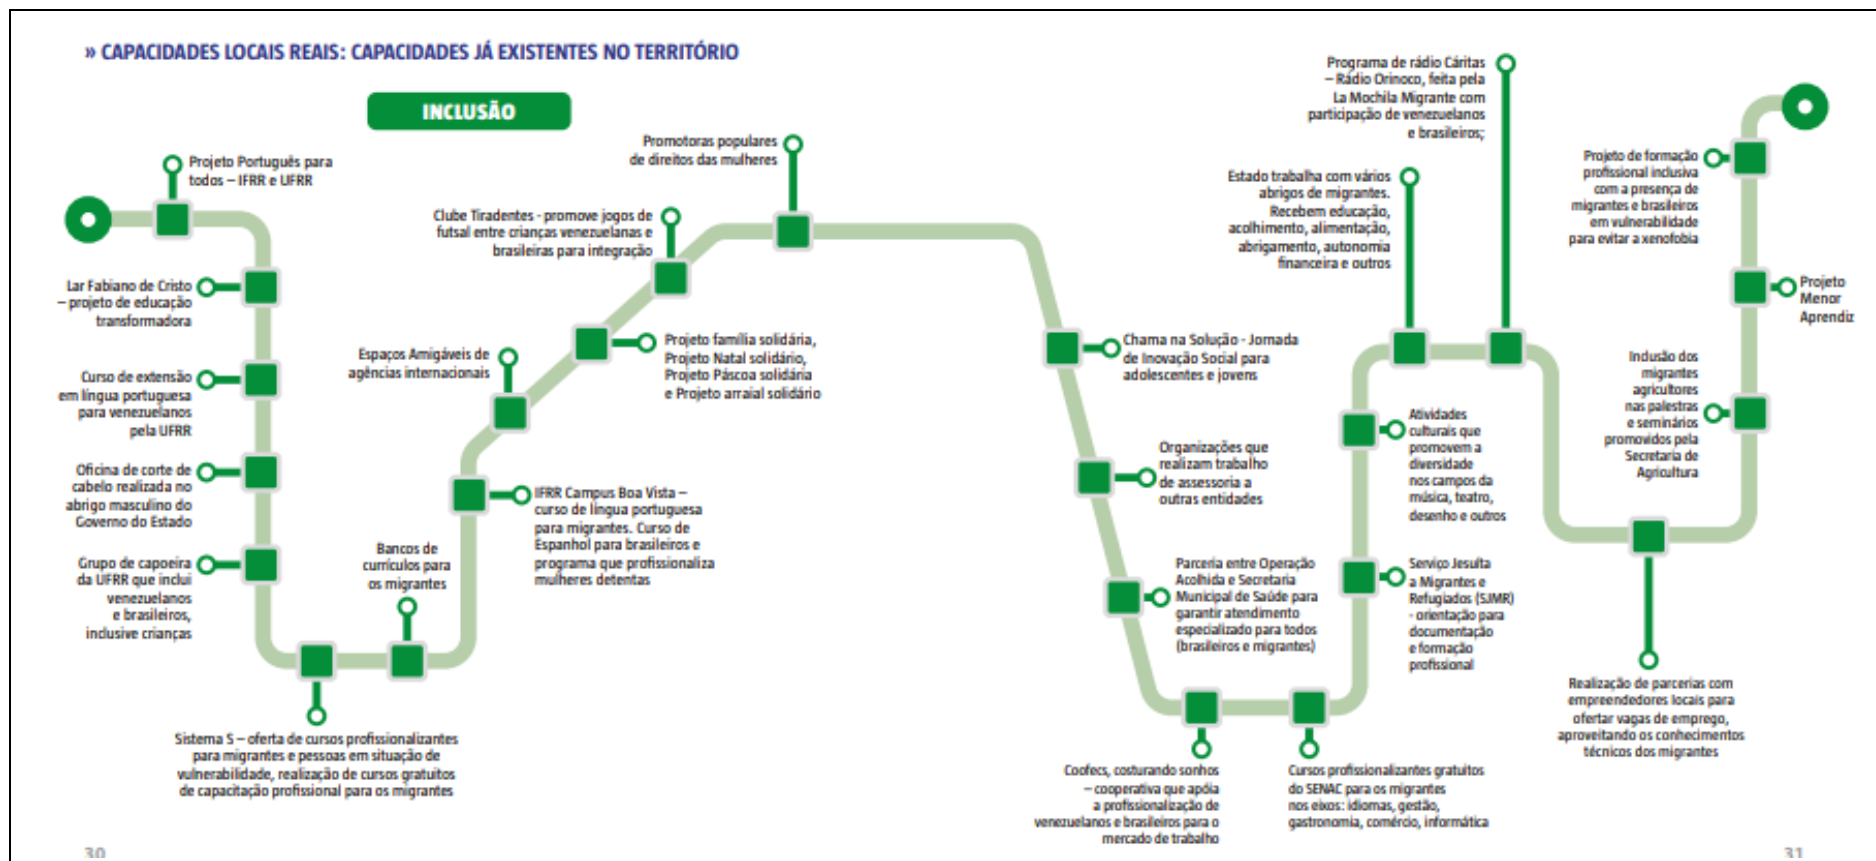 » CAPACIDADES LOCAIS REAIS: CAPACIDADES JÁ EXISTENTES NO TERRITÓRIO
INCLUSÃO
Projeto Português para
todos – IFRR e UFRR
Lar Fabiano de Cristo
– projeto de educação
transformadora
Curso de extensão
em língua portuguesa
para venezuelanos
pela UFRR
Oficina de corte de
cabelo realizada no
abrigo masculino do
Governo do Estado
Grupo de capoeira
da UFRR que inclui
venezuelanos
e brasileiros,
inclusive crianças
Sistema S – oferta de cursos profissionalizantes
para migrantes e pessoas em situação de
vulnerabilidade, realização de cursos gratuitos
de capacitação profissional para os migrantes
Bancos de
currículos para
os migrantes
IFRR Campus Boa Vista –
curso de língua portuguesa
para migrantes. Curso de
Espanhol para brasileiros e
programa que profissionaliza
mulheres detentas
Espaços Amigáveis de
agências internacionais
Projeto família solidária,
Projeto Natal solidário,
Projeto Páscoa solidária
e Projeto arraial solidário
Clube Tiradentes - promove jogos de
futsal entre crianças venezuelanas e
brasileiras para integração
Promotoras populares
de direitos das mulheres
Chama na Solução - Jornada
de Inovação Social para
adolescentes e jovens
Organizações que
realizam trabalho
de assessoria a
outras entidades
Parceria entre Operação
Acolhida e Secretaria
Municipal de Saúde para
garantir atendimento
especializado para todos
(brasileiros e migrantes)
Coofecs, costurando sonhos
– cooperativa que apóia
a profissionalização de
venezuelanos e brasileiros para o
mercado de trabalho
Cursos profissionalizantes gratuitos
do SENAC para os migrantes
nos eixos: idiomas, gestão,
gastronomia, comércio, informática
Serviço Jesuíta
a Migrantes e
Refugiados (SJMR)
- orientação para
documentação
e formação
profissional
Atividades
culturais que
promovem a
diversidade
nos campos da
música, teatro,
desenho e outros
Estado trabalha com vários
abrigos de migrantes.
Recebem educação,
acolhimento, alimentação,
abrigamento, autonomia
financeira e outros
Programa de rádio Cáritas
– Rádio Orinoco, feita pela
La Mochila Migrante com
participação de venezuelanos
e brasileiros;
Realização de parcerias com
empreendedores locais para
ofertar vagas de emprego,
aproveitando os conhecimentos
técnicos dos migrantes
Inclusão dos
migrantes
agricultores
nas palestras
e seminários
promovidos pela
Secretaria de
Agricultura
Projeto
Menor
Aprendiz
Projeto de formação
profissional inclusiva
com a presença de
migrantes e brasileiros
em vulnerabilidade
para evitar a xenofobia
30
31